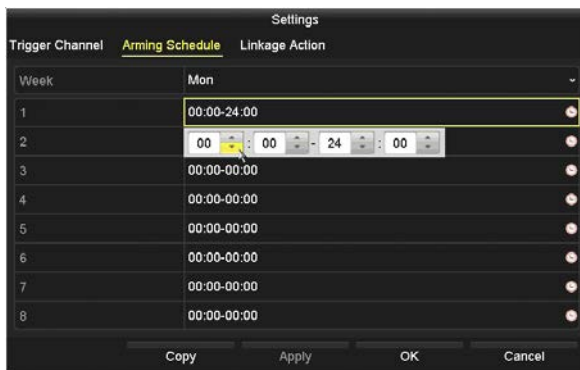 Settings
Trigger Channel Arming Schedule Linkage Action
Week Mon
1 00:00-24:00
2 00 : 00 - 24 : 00
3 00:00-00:00
4 00:00-00:00
5 00:00-00:00
6 00:00-00:00
7 00:00-00:00
8 00:00-00:00
Copy Apply OK Cancel